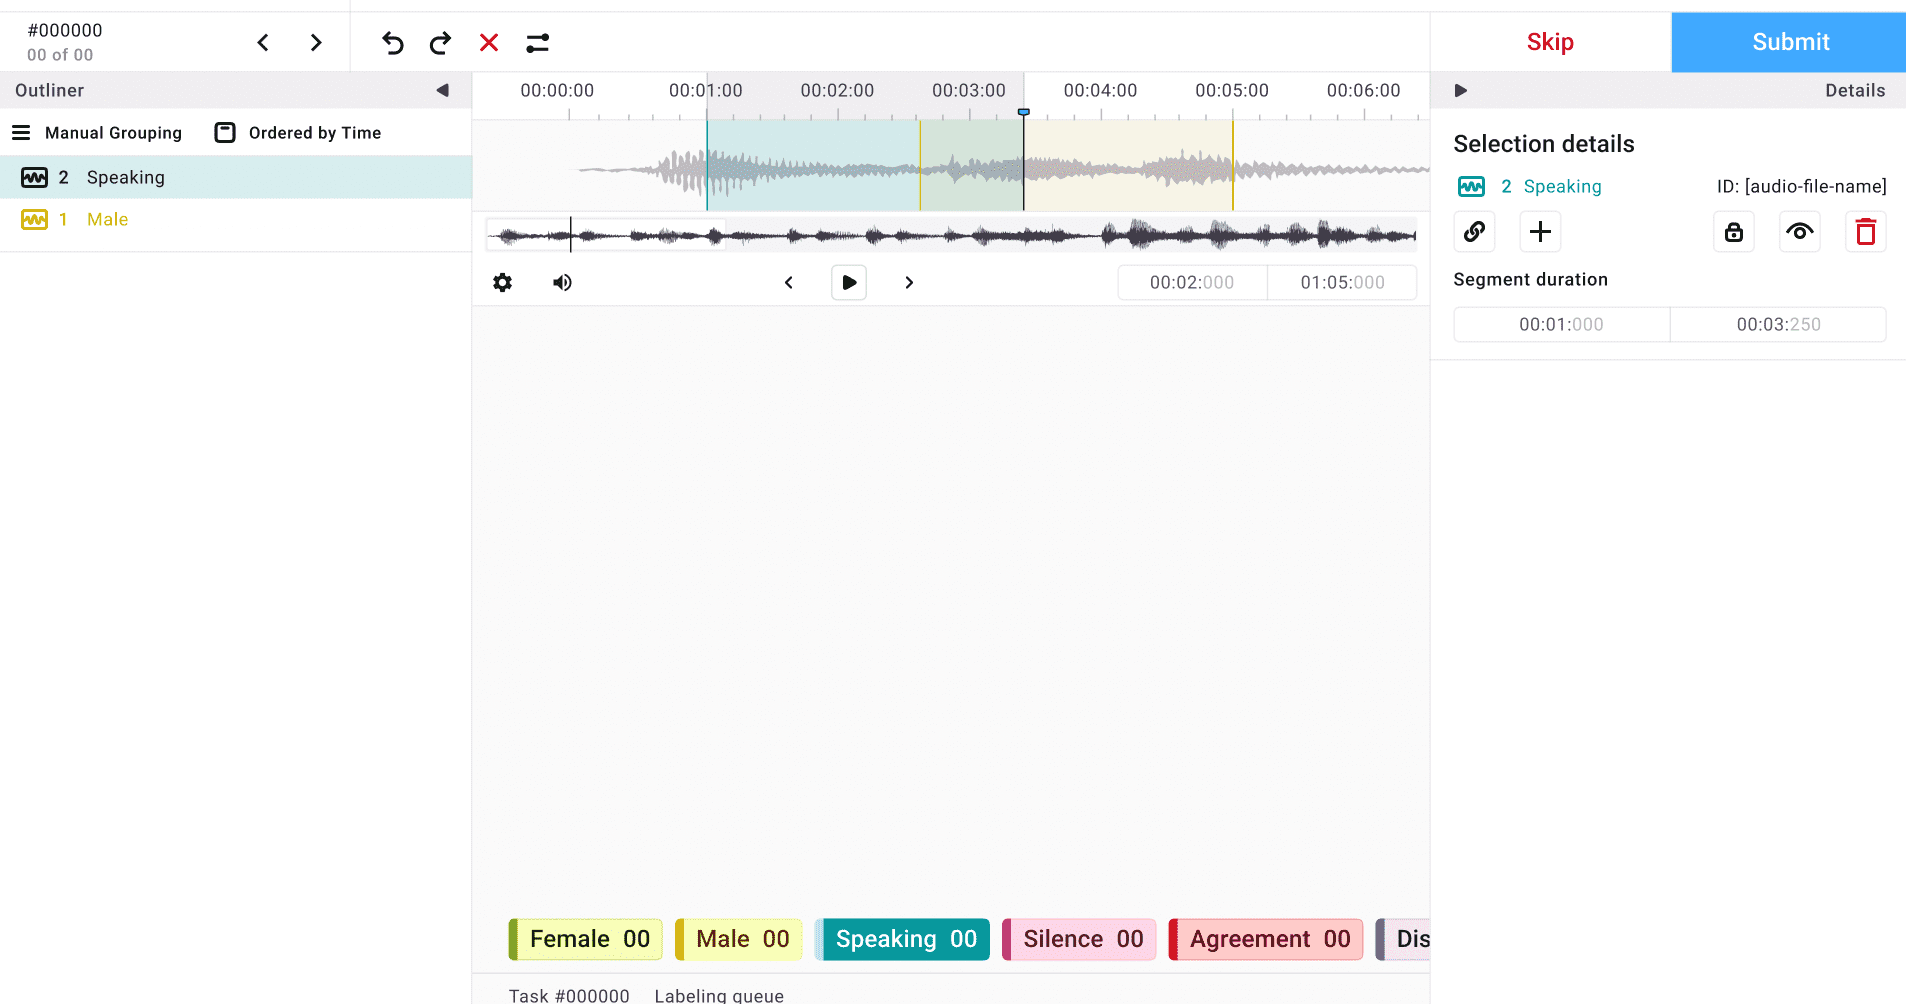 #000000
00 of 00
Skip
Submit
Outliner
00:00:00 00:01:00 00:02:00 00:03:00 00:04:00 00:05:00 00:06:00
Details
Manual Grouping Ordered by Time
Selection details
2 Speaking
1 Male
2 Speaking ID: [audio-file-name]
Segment duration
00:02:000 01:05:000
00:01:000 00:03:250
Female 00 Male 00 Speaking 00 Silence 00 Agreement 00 Dis
Task #000000 Labeling queue